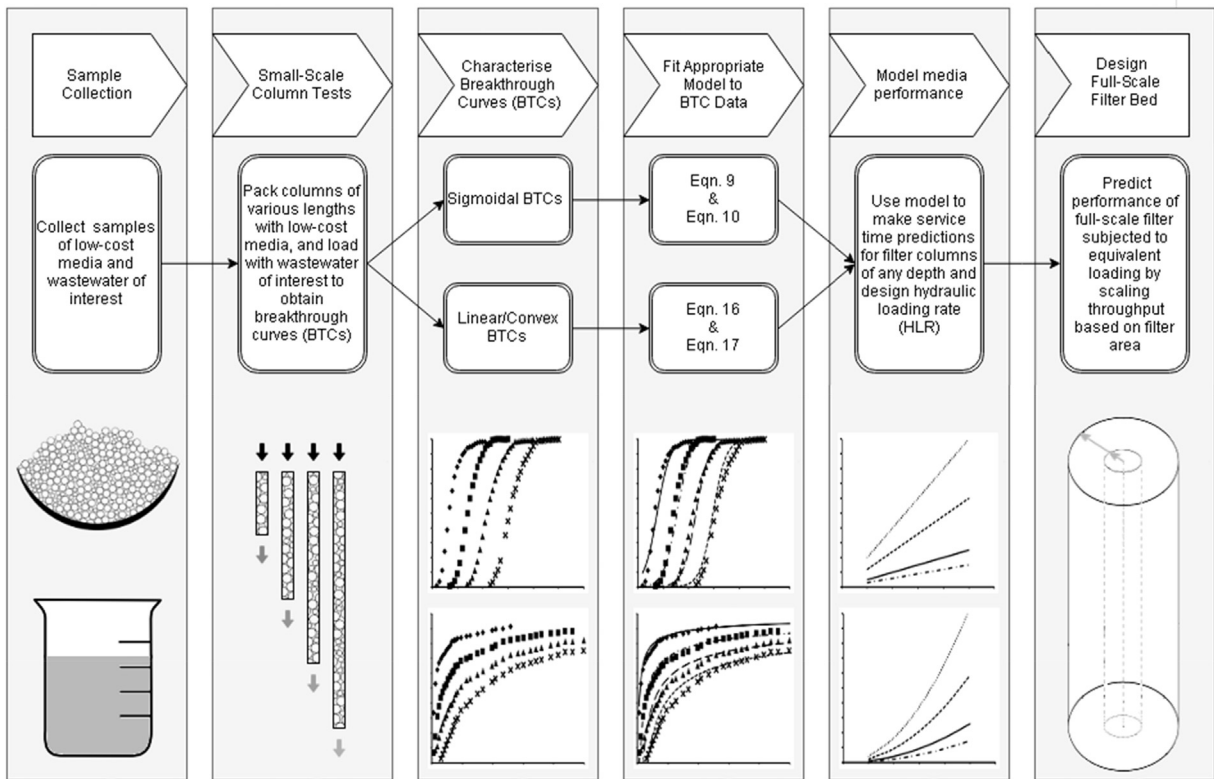 Sample
Collection
Small-Scale
Column Tests
Characterise
Breakthrough
Curves (BTCs)
Fit Appropriate
Model to
BTC Data
Model media
performance
Design
Full-Scale
Filter Bed
Collect samples
of low-cost
media and
wastewater of
interest
Pack columns of
various lengths
with low-cost
media, and load
with wastewater
of interest to
obtain
breakthrough
curves (BTCs)
Sigmoidal BTCs
Linear/Convex
BTCs
Eqn. 9
&
Eqn. 10
Eqn. 16
&
Eqn. 17
Use model to
make service
time predictions
for filter columns
of any depth and
design hydraulic
loading rate
(HLR)
Predict
performance of
full-scale filter
subjected to
equivalent
loading by
scaling
throughput
based on filter
area